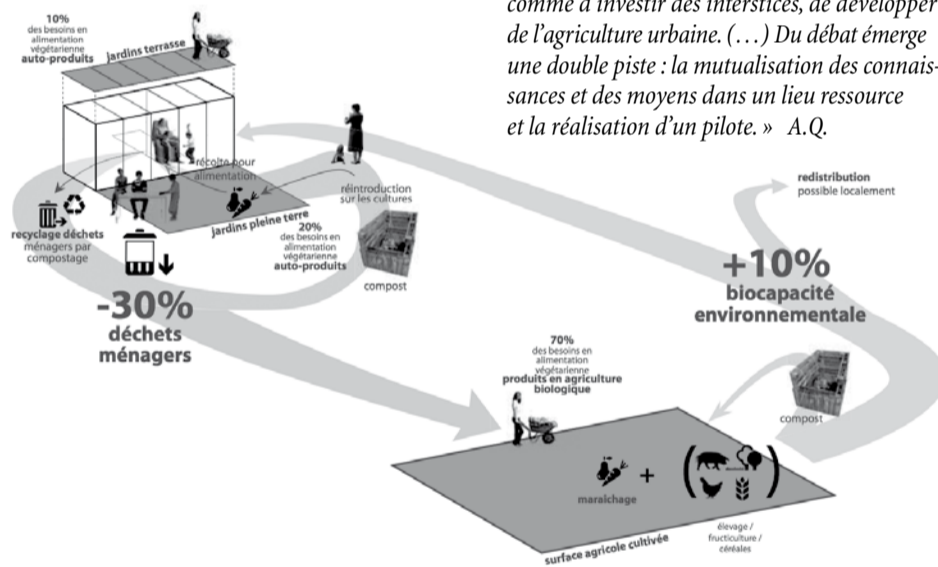 comme à investir des interstices, de développer
de l'agriculture urbaine. (…) Du débat émerge
une double piste : la mutualisation des connais-
sances et des moyens dans un lieu ressource
et la réalisation d'un pilote. » A.Q.
10%
des besoins en
alimentation
végétarienne
auto-produits
jardins terrasse
récolte pour
alimentation
réintroduction
sur les cultures
jardins pleine terre
recyclage déchets
ménagers par
compostage
20%
des besoins en
alimentation
végétarienne
auto-produits
compost
-30%
déchets
ménagers
redistribution
possible localement
+10%
biocapacité
environnementale
70%
des besoins en
alimentation
végétarienne
produits en agriculture
biologique
compost
maraichage
+
( )
élevage /
fructiculture /
céréales
surface agricole cultivée